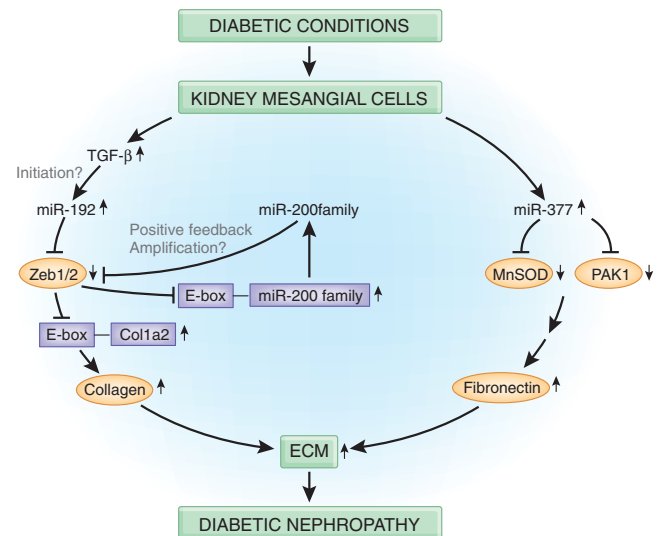 DIABETIC CONDITIONS
KIDNEY MESANGIAL CELLS
TGF-β
Initiation?
miR-192
miR-200family
miR-377
Positive feedback
Amplification?
Zeb1/2
MnSOD
PAK1
E-box
miR-200 family
E-box
Col1a2
Collagen
Fibronectin
ECM
DIABETIC NEPHROPATHY